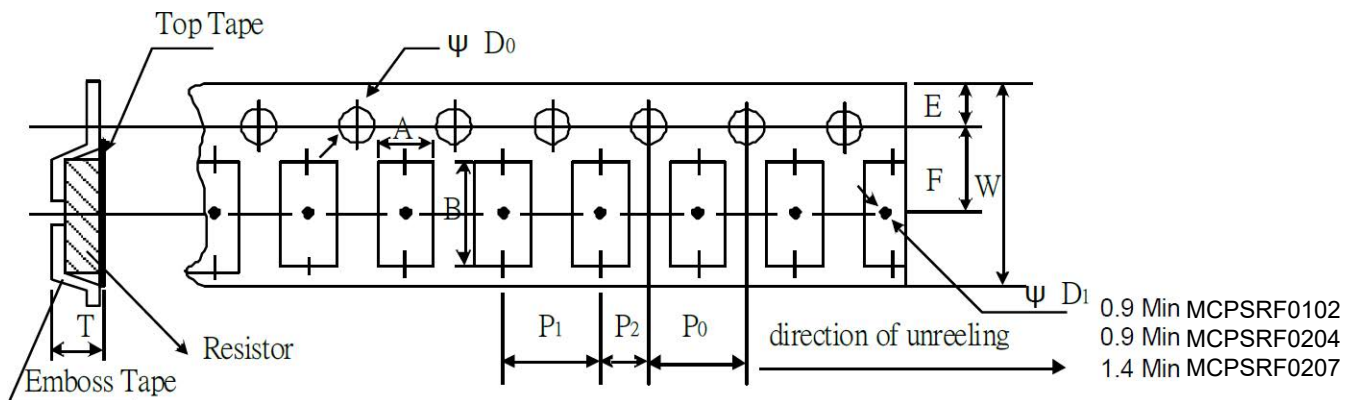 Top Tape
Ψ D₀
E
A
F
W
B
Ψ D₁
0.9 Min MCPSRF0102
T
P₁
P₂
P₀
direction of unreeling
0.9 Min MCPSRF0204
Resistor
1.4 Min MCPSRF0207
Emboss Tape